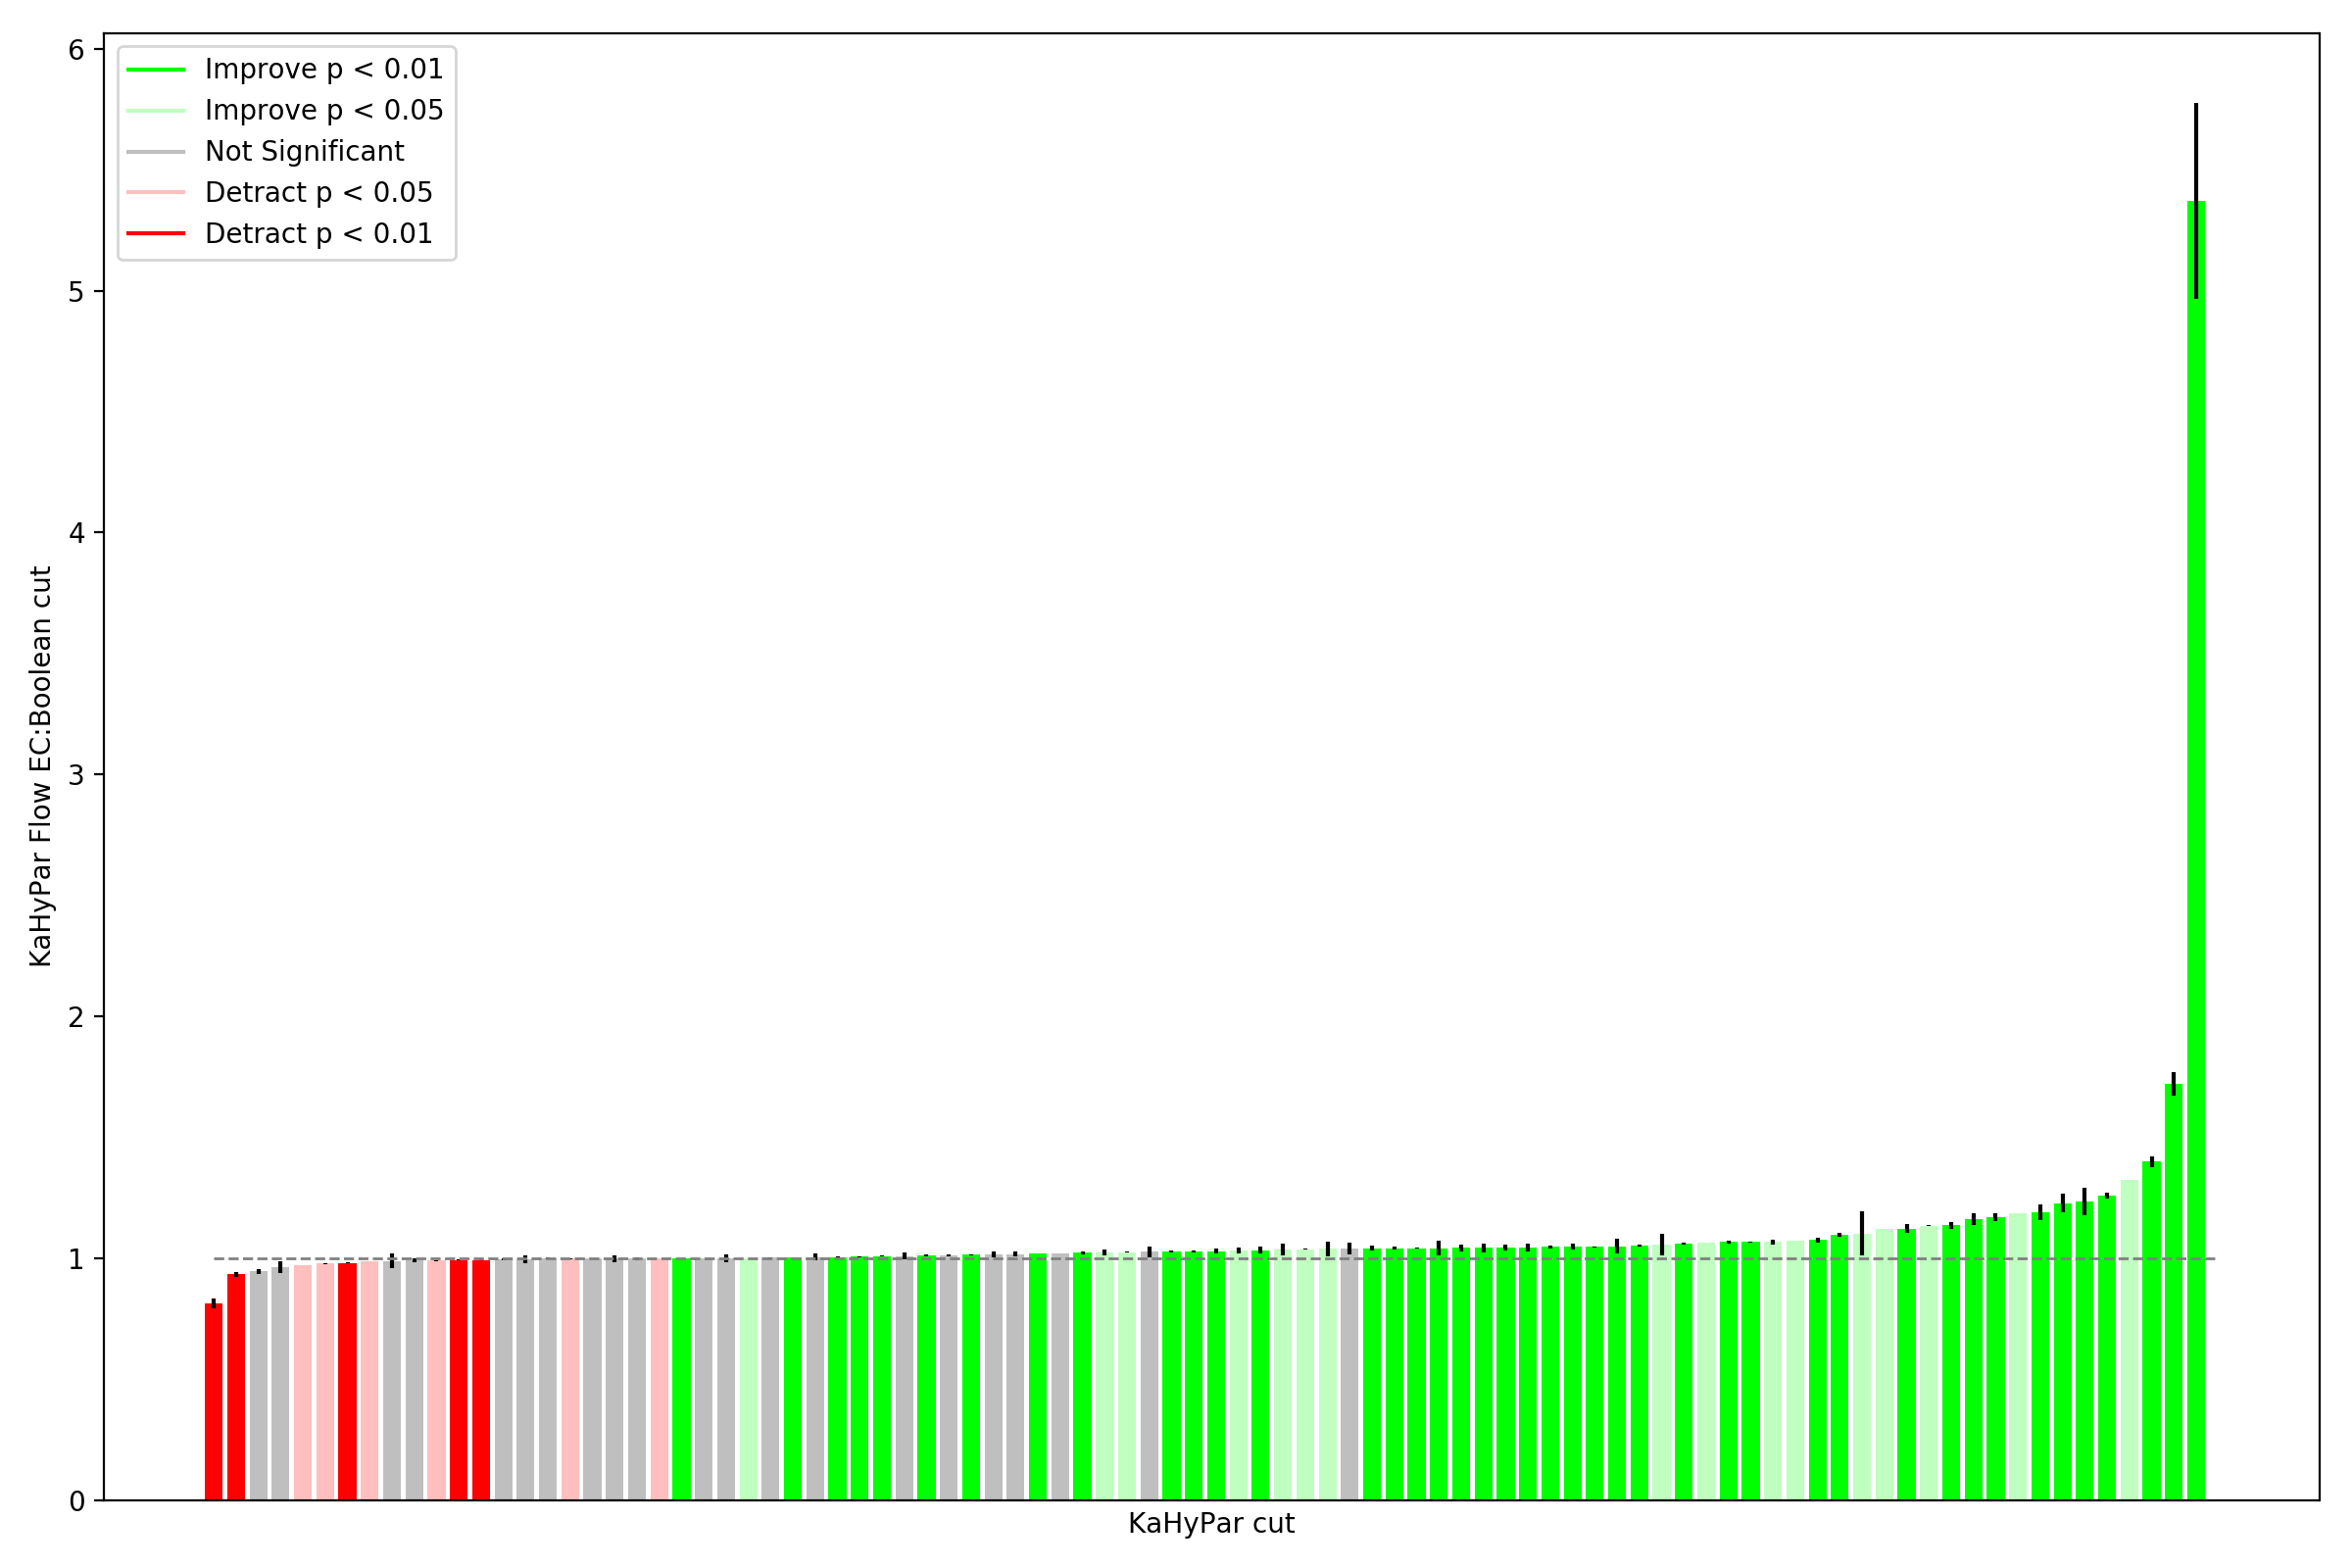 Improve p < 0.01
Improve p < 0.05
Not Significant
Detract p < 0.05
Detract p < 0.01
6
5
4
3
2
1
0
KaHyPar Flow EC:Boolean cut
KaHyPar cut